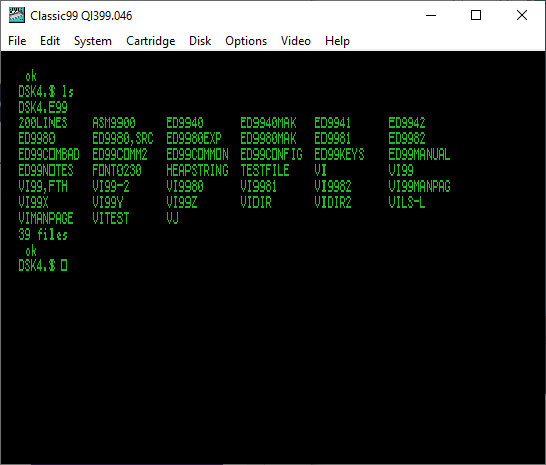 Classic99 QI399.046
File Edit System Cartridge Disk Options Video Help
ok
DSK4.$ ls
DSK4.E99
200LINES ASM9900 ED9940 ED9940MAK ED9941 ED9942
ED9980 ED9980,SRC ED9980EXP ED9980MAK ED9981 ED9982
ED99COMBAD ED99COMM2 ED99COMMON ED99CONFIG ED99KEYS ED99MANUAL
ED99NOTES FONT0230 HEAPSTRING TESTFILE VI VI99
VI99,FTH VI99-2 VI9980 VI9981 VI9982 VI99MANPAG
VI99X VI99Y VI99Z VIDIR VIDIR2 VILS-L
VIMANPAGE VITEST VJ
39 files
ok
DSK4.$